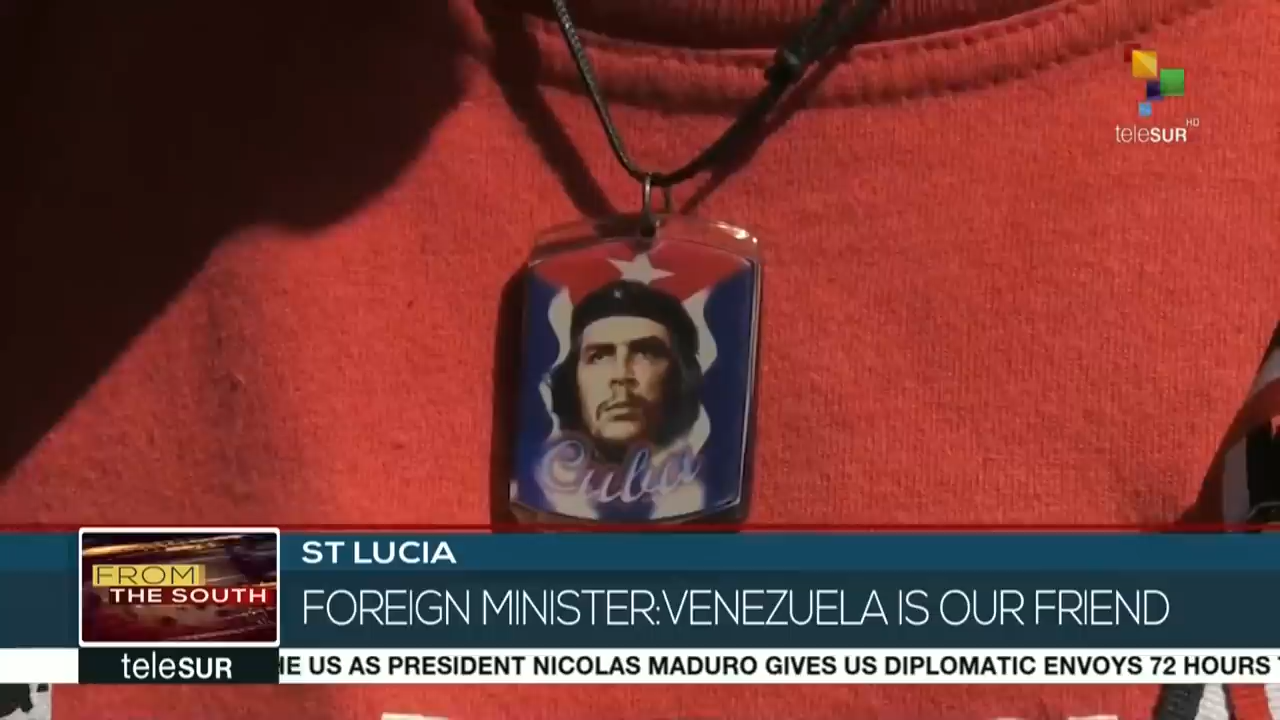 teleSUR HD
Cuba
ST LUCIA
FROM
THE SOUTH
FOREIGN MINISTER:VENEZUELA IS OUR FRIEND
teleSUR
US AS PRESIDENT NICOLAS MADURO GIVES US DIPLOMATIC ENVOYS 72 HOURS